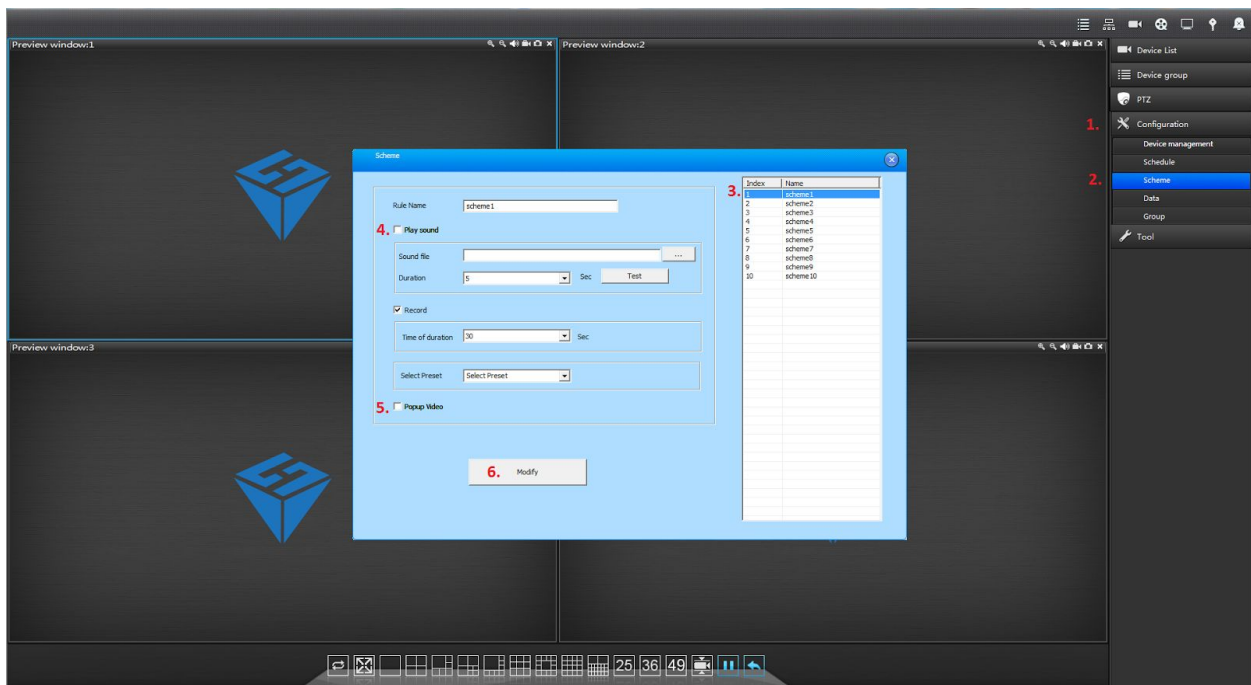 Preview window:1
Preview window:2
Device List
Device group
PTZ
1. Configuration
Device management
Schedule
2. Scheme
Data
Group
Tool
Scheme
Rule Name scheme1
4. Play sound
Sound file ...
Duration 5 Sec Test
Record
Time of duration 30 Sec
Select Preset Select Preset
5. Popup Video
6. Modify
Index Name
3. 1 scheme1
2 scheme2
3 scheme3
4 scheme4
5 scheme5
6 scheme6
7 scheme7
8 scheme8
9 scheme9
10 scheme10
Preview window:3
25 36 49